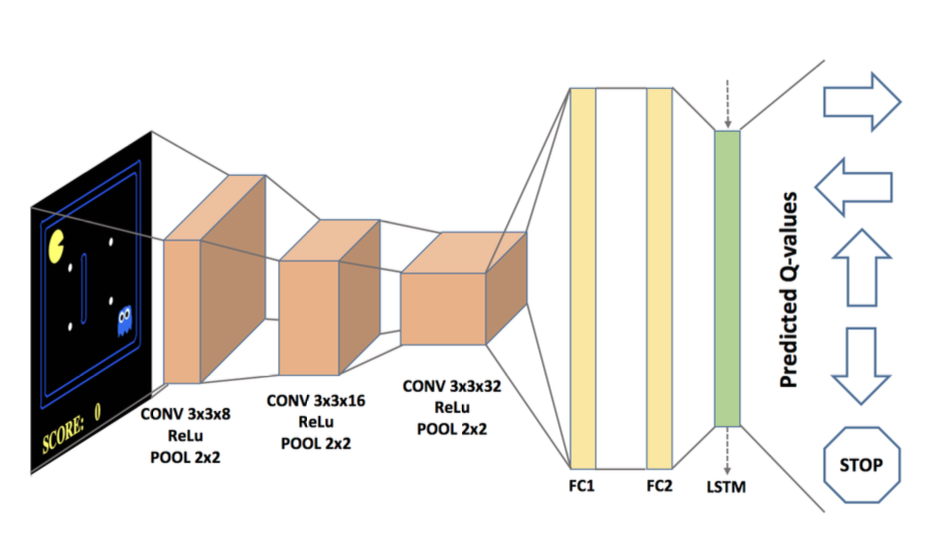 SCORE: 0
CONV 3x3x8
ReLu
POOL 2x2
CONV 3x3x16
ReLu
POOL 2x2
CONV 3x3x32
ReLu
POOL 2x2
FC1
FC2
LSTM
Predicted Q-values
STOP